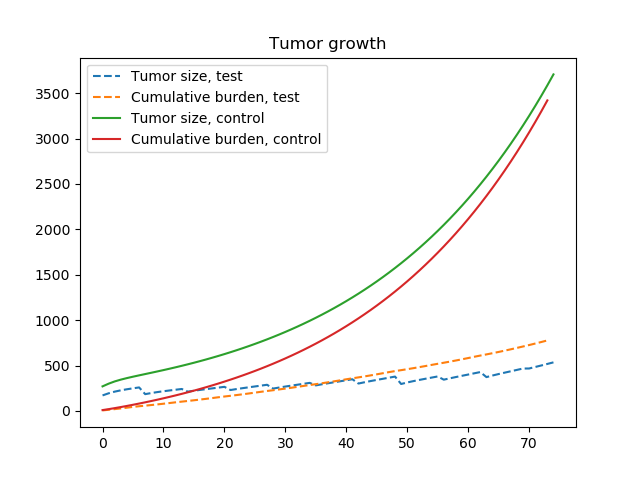 Tumor growth
Tumor size, test
Cumulative burden, test
Tumor size, control
Cumulative burden, control
3500
3000
2500
2000
1500
1000
500
0
0 10 20 30 40 50 60 70